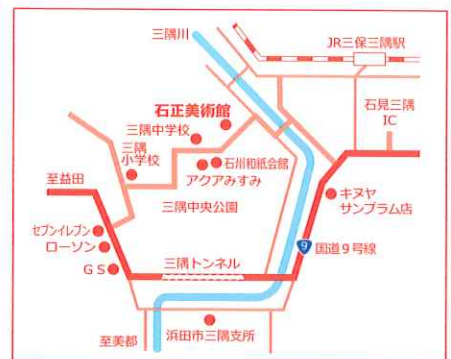 三隅川
JR三保三隅駅
石正美術館
三隅中学校
石見三隅
IC
三隅
小学校
石州和紙会館
アクアみすみ
至益田
キヌヤ
サンプラム店
三隅中央公園
セブンイレブン
ローソン
GS
三隅トンネル
9
国道9号線
至美都
浜田市三隅支所